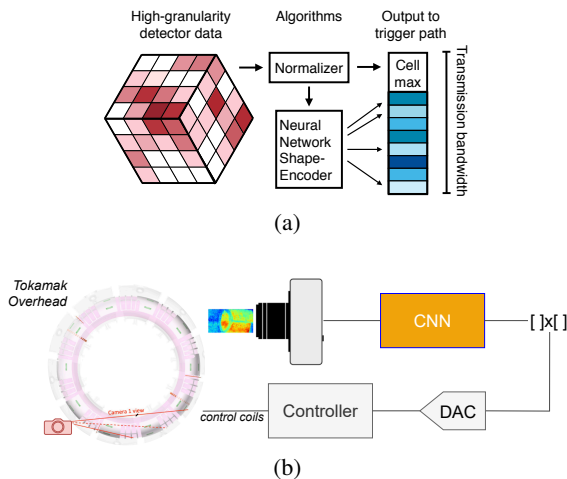 High-granularity
detector data
Algorithms
Output to
trigger path
Normalizer
Cell
max
Neural
Network
Shape-
Encoder
Transmission bandwidth
(a)
Tokamak
Overhead
CNN
[ ]x[ ]
Camera 1 view
control coils
Controller
DAC
(b)